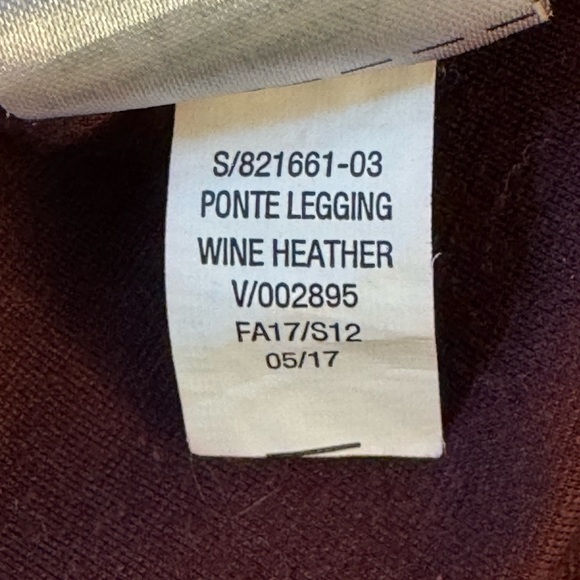 S/821661-03
PONTE LEGGING
WINE HEATHER
V/002895
FA17/S12
05/17